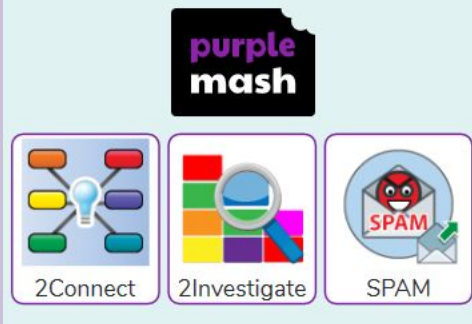 purple
mash
SPAM
2Connect
2Investigate
SPAM